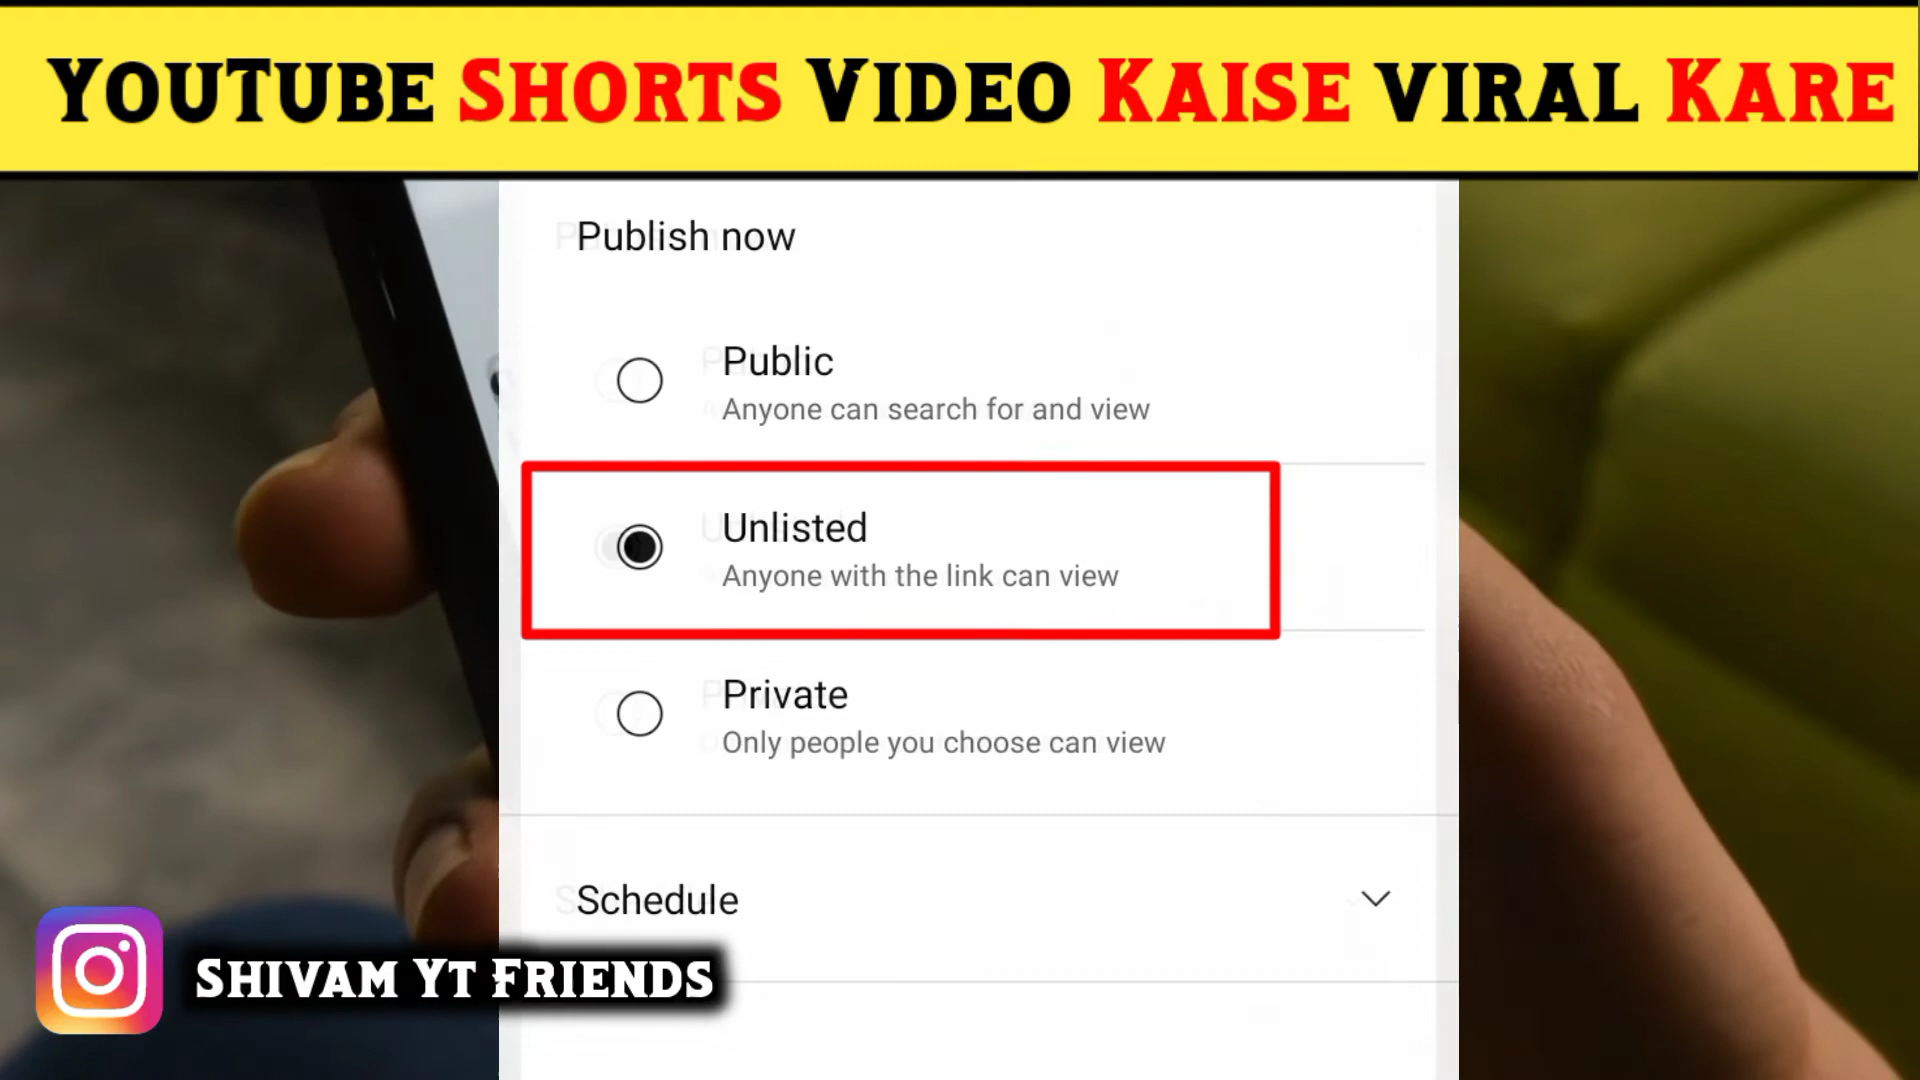 YouTube Shorts Video Kaise viral Kare
Publish now
Public
Anyone can search for and view
Unlisted
Anyone with the link can view
Private
Only people you choose can view
Schedule
Shivam Yt Friends